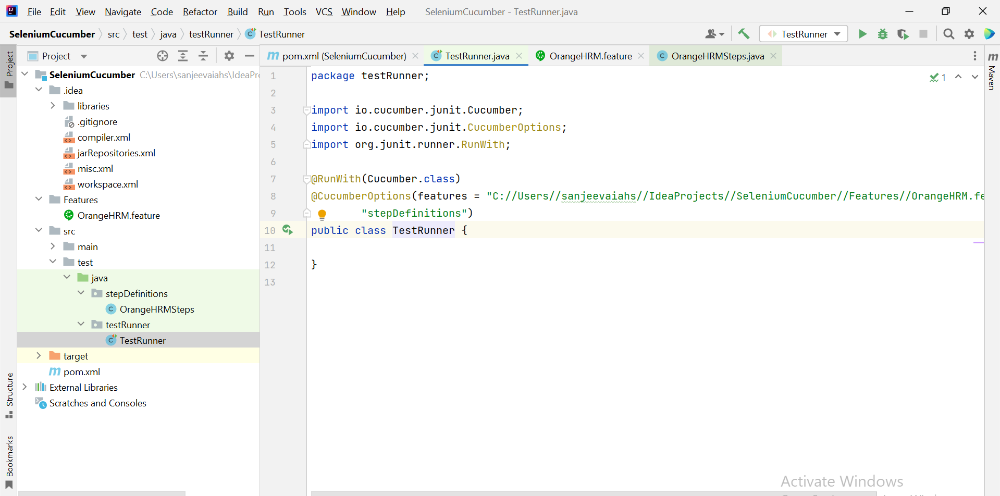 File Edit View Navigate Code Refactor Build Run Tools VCS Window Help SeleniumCucumber - TestRunner.java
SeleniumCucumber src test java testRunner TestRunner TestRunner
Project
pom.xml (SeleniumCucumber) TestRunner.java OrangeHRM.feature OrangeHRMSteps.java
Project
SeleniumCucumber C:\Users\sanjeevaiahs\IdeaPr
.idea
libraries
.gitignore
compiler.xml
jarRepositories.xml
misc.xml
workspace.xml
Features
OrangeHRM.feature
src
main
test
java
stepDefinitions
OrangeHRMSteps
testRunner
TestRunner
target
pom.xml
External Libraries
Scratches and Consoles
Structure
Bookmarks
1 package testRunner;
2
3 import io.cucumber.junit.Cucumber;
4 import io.cucumber.junit.CucumberOptions;
5 import org.junit.runner.RunWith;
6
7 @RunWith(Cucumber.class)
8 @CucumberOptions(features = "C://Users//sanjeevaiahs//IdeaProjects//SeleniumCucumber//Features//OrangeHRM.fe
9 "stepDefinitions")
10 public class TestRunner {
11
12 }
13
1
m
Maven
Activate Windows